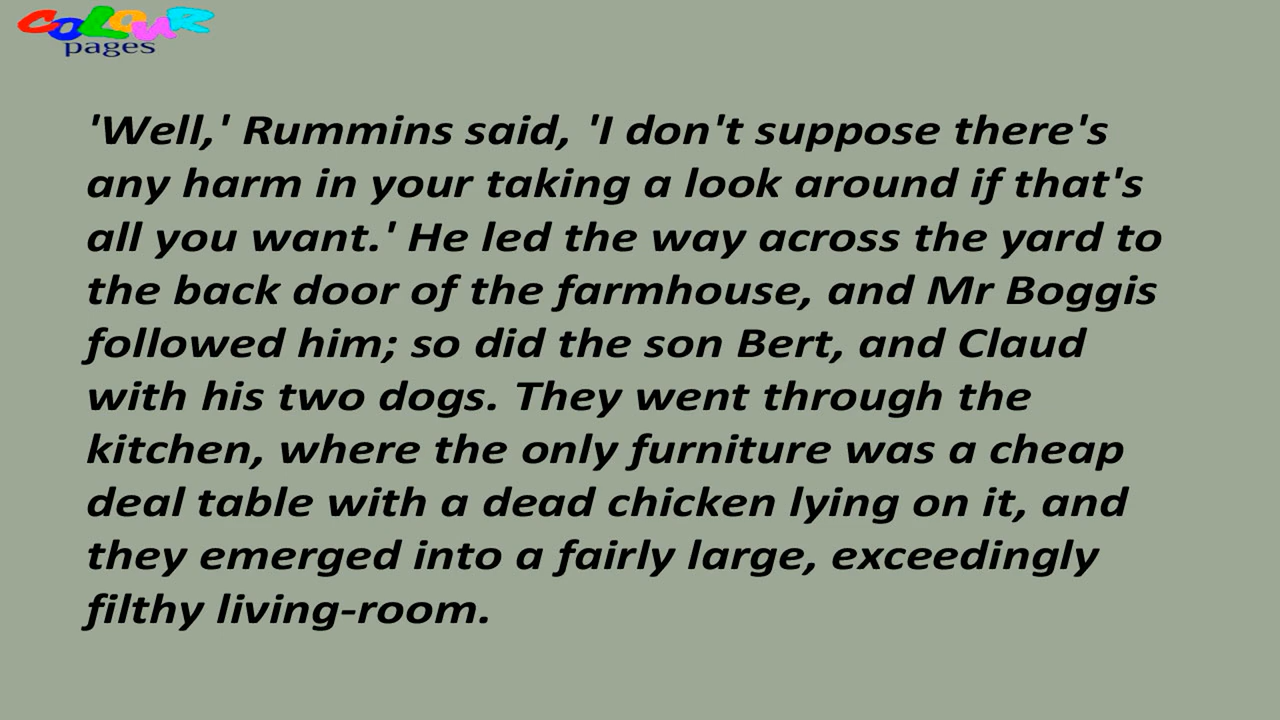 COLOUR
pages
'Well,' Rummins said, 'I don't suppose there's
any harm in your taking a look around if that's
all you want.' He led the way across the yard to
the back door of the farmhouse, and Mr Boggis
followed him; so did the son Bert, and Claud
with his two dogs. They went through the
kitchen, where the only furniture was a cheap
deal table with a dead chicken lying on it, and
they emerged into a fairly large, exceedingly
filthy living-room.